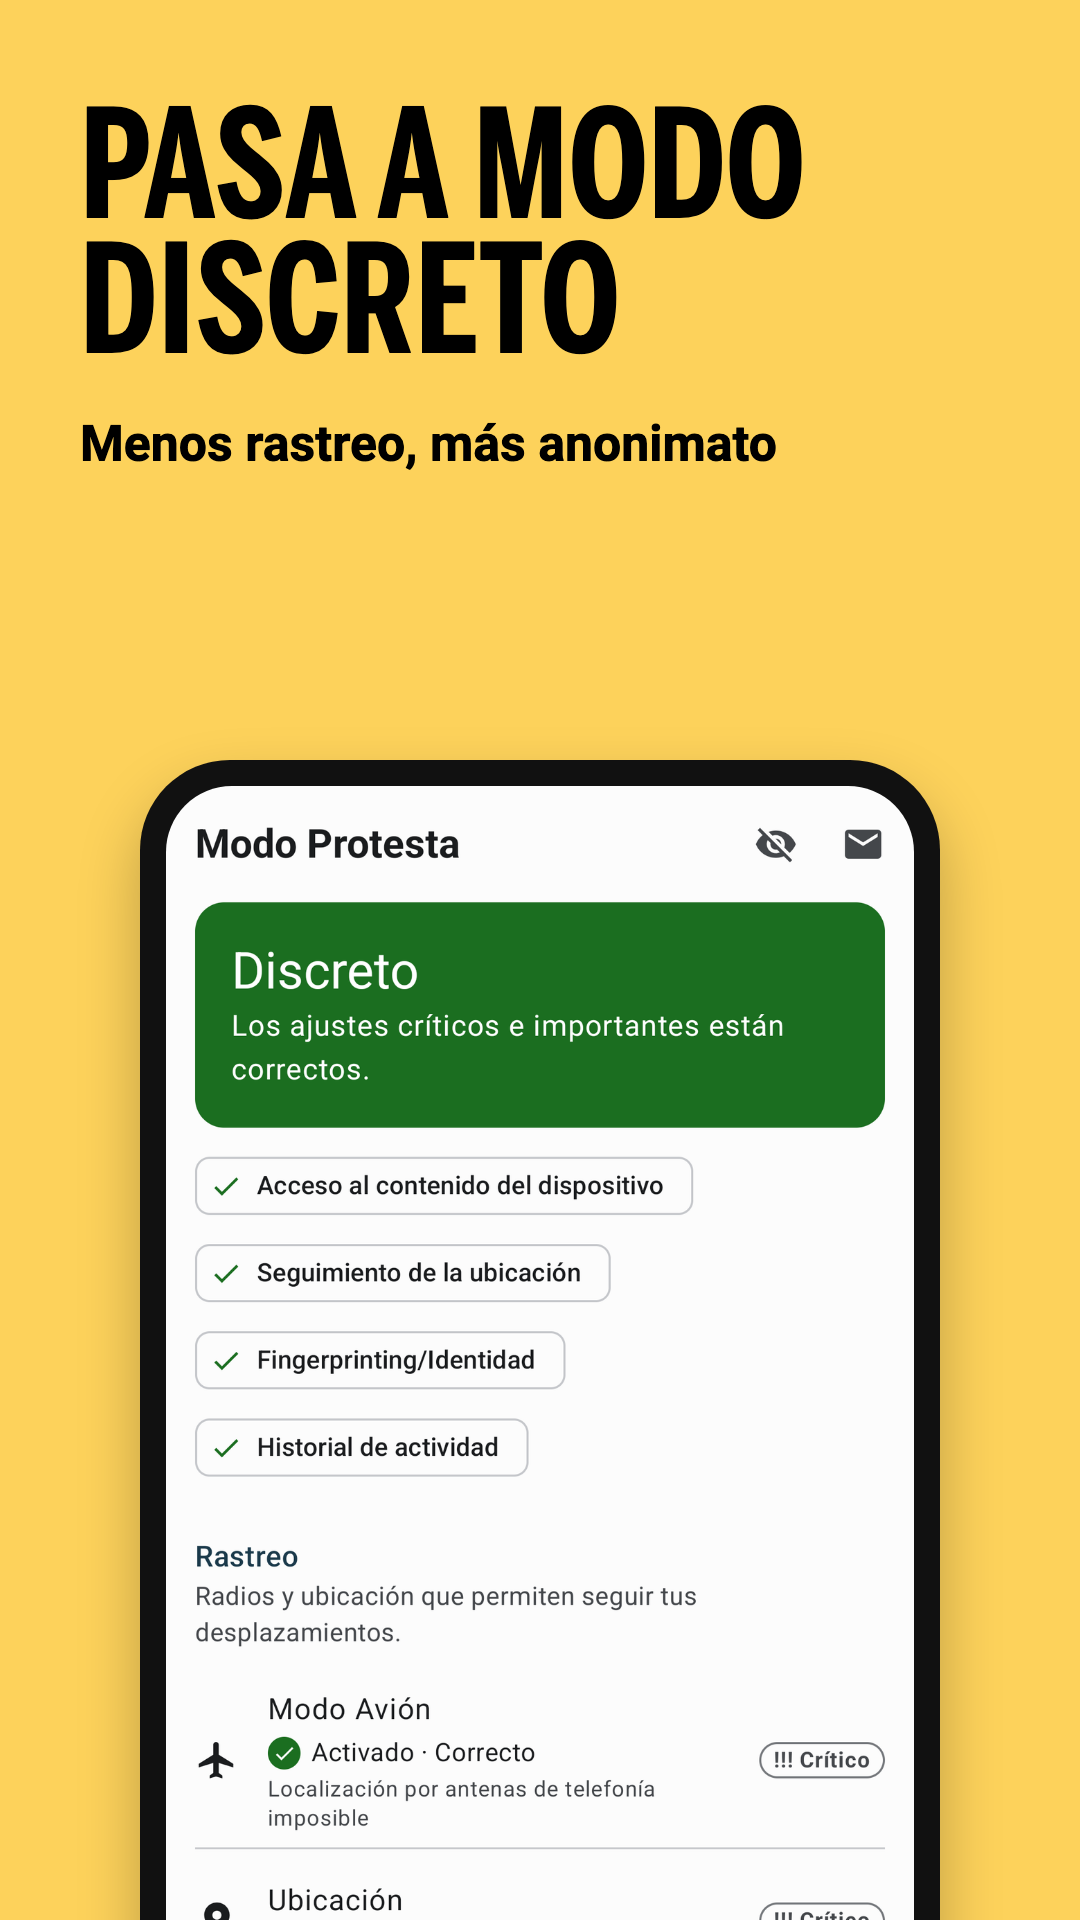 PASA A MODO
DISCRETO
Menos rastreo, más anonimato
Modo Protesta
Discreto
Los ajustes críticos e importantes están
correctos.
Acceso al contenido del dispositivo
Seguimiento de la ubicación
Fingerprinting/Identidad
Historial de actividad
Rastreo
Radios y ubicación que permiten seguir tus
desplazamientos.
Modo Avión
Activado · Correcto
!!! Crítico
Localización por antenas de telefonía
imposible
Ubicación
!!! Crítico